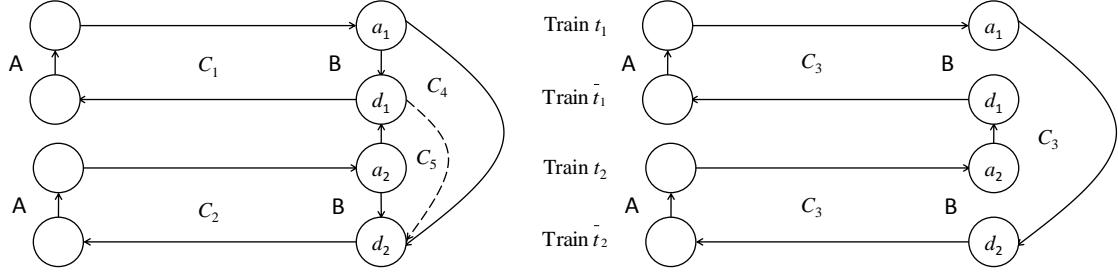 a₁ Train t₁ a₁
A C₁ B C₄ A C₃ B
d₁ Train t̄₁ d₁
a₂ C₅ Train t₂ a₂ C₃
A C₂ B A C₃ B
d₂ Train t̄₂ d₂